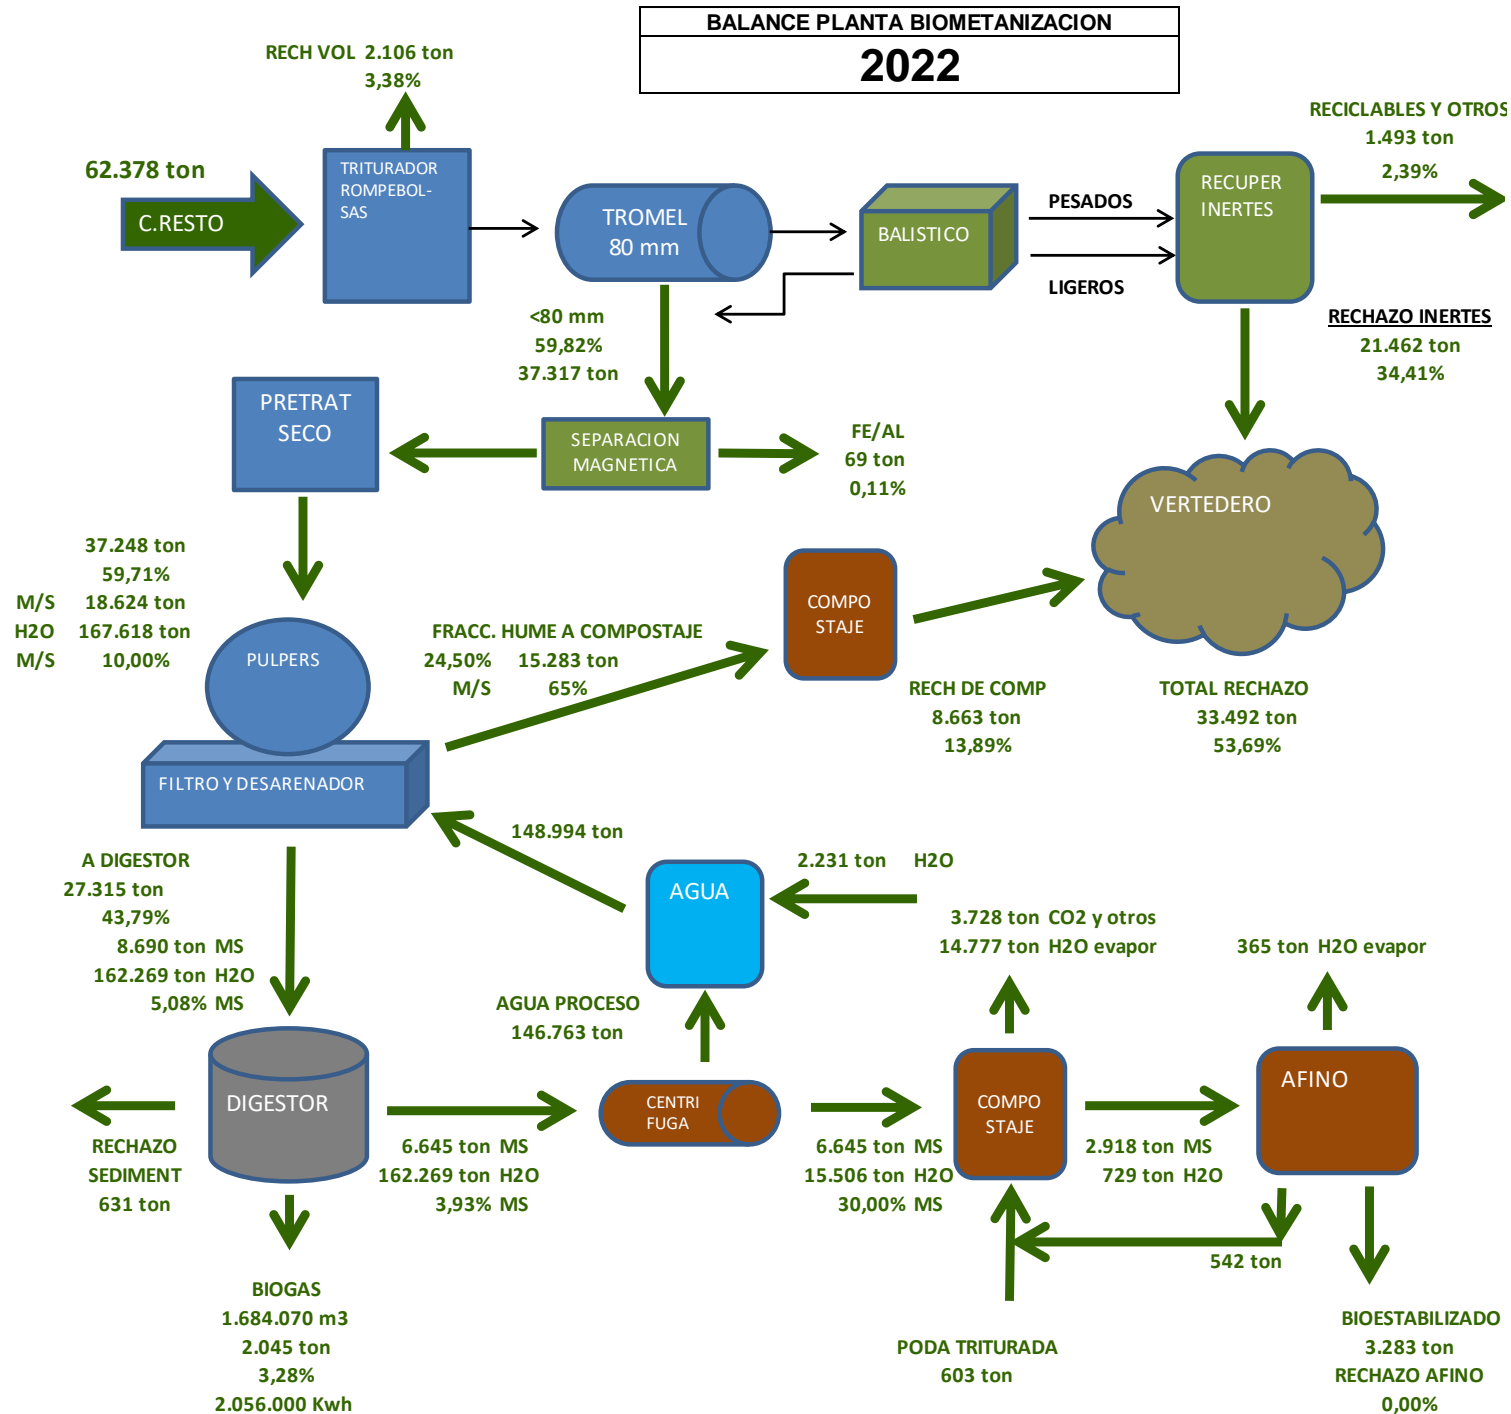 BALANCE PLANTA BIOMETANIZACION
2022
RECH VOL 2.106 ton
3,38%
RECICLABLES Y OTROS
1.493 ton
2,39%
62.378 ton
C.RESTO
TRITURADOR
ROMPEBOL-
SAS
TROMEL
80 mm
BALISTICO
PESADOS
LIGEROS
RECUPER
INERTES
<80 mm
59,82%
37.317 ton
RECHAZO INERTES
21.462 ton
34,41%
PRETRAT
SECO
SEPARACION
MAGNETICA
FE/AL
69 ton
0,11%
VERTEDERO
37.248 ton
59,71%
M/S 18.624 ton
H2O 167.618 ton
M/S 10,00%
PULPERS
FRACC. HUME A COMPOSTAJE
24,50% 15.283 ton
M/S 65%
COMPO
STAJE
RECH DE COMP
8.663 ton
13,89%
TOTAL RECHAZO
33.492 ton
53,69%
FILTRO Y DESARENADOR
148.994 ton
A DIGESTOR
27.315 ton
43,79%
8.690 ton MS
162.269 ton H2O
5,08% MS
AGUA
2.231 ton H2O
3.728 ton CO2 y otros
14.777 ton H2O evapor
365 ton H2O evapor
AGUA PROCESO
146.763 ton
DIGESTOR
CENTRI
FUGA
COMPO
STAJE
AFINO
RECHAZO
SEDIMENT
631 ton
6.645 ton MS
162.269 ton H2O
3,93% MS
6.645 ton MS
15.506 ton H2O
30,00% MS
2.918 ton MS
729 ton H2O
542 ton
BIOGAS
1.684.070 m3
2.045 ton
3,28%
2.056.000 Kwh
PODA TRITURADA
603 ton
BIOESTABILIZADO
3.283 ton
RECHAZO AFINO
0,00%